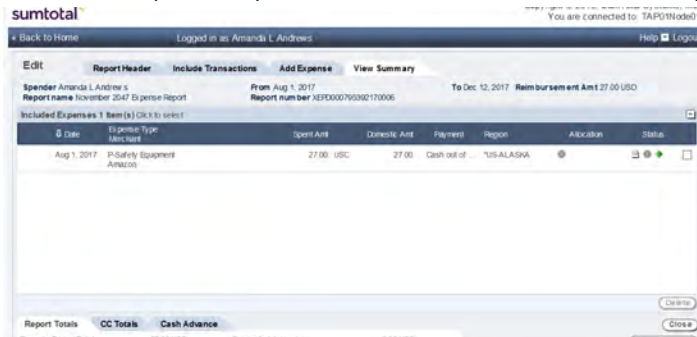 sumtotal
You are connected to: TAP01Node0
Back to Home Logged in as Amanda L Andrews Help Logou
Edit Report Header Include Transactions Add Expense View Summary
Spender Amanda L Andrews From Aug 1, 2017 To Dec 12, 2017 Reimbursement Amt 27.00 USD
Report name November 2047 Expense Report Report number XEP0000795392170006
Included Expenses 1 Item(s) Click to select
Date Expense Type Merchant Spent Amt Domestic Amt Payment Region Allocation Status
Aug 1, 2017 P-Safety Equipment 27.00 USC 27.00 Cash out of ... *US-ALASKA
Amazon
Delete
Report Totals CC Totals Cash Advance Close